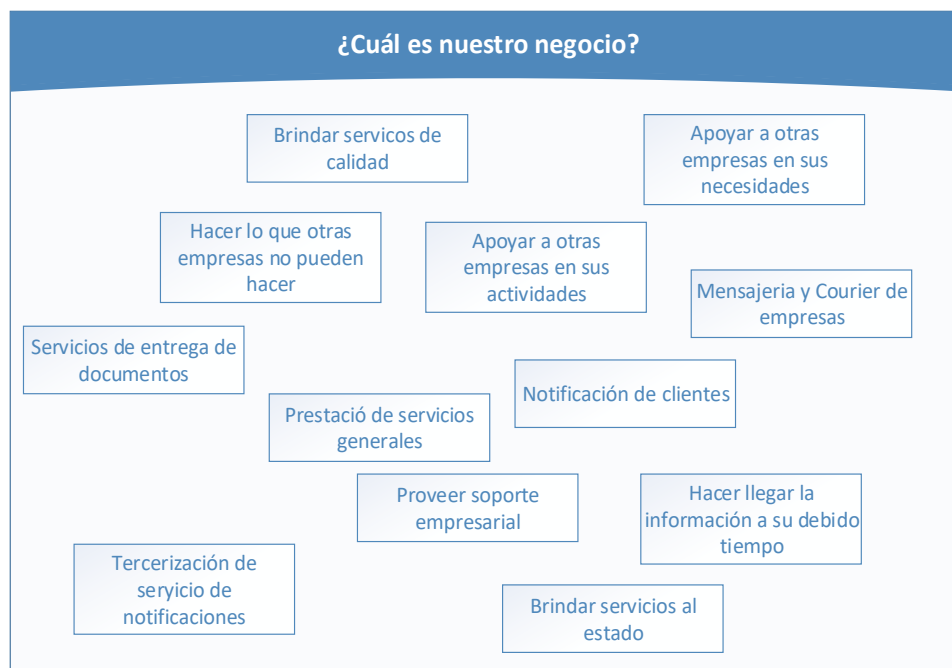 ¿Cuál es nuestro negocio?
Brindar servicos de
calidad
Apoyar a otras
empresas en sus
necesidades
Hacer lo que otras
empresas no pueden
hacer
Apoyar a otras
empresas en sus
actividades
Mensajeria y Courier de
empresas
Servicios de entrega de
documentos
Notificación de clientes
Prestació de servicios
generales
Proveer soporte
empresarial
Hacer llegar la
información a su debido
tiempo
Tercerización de
seryicio de
notificaciones
Brindar servicios al
estado